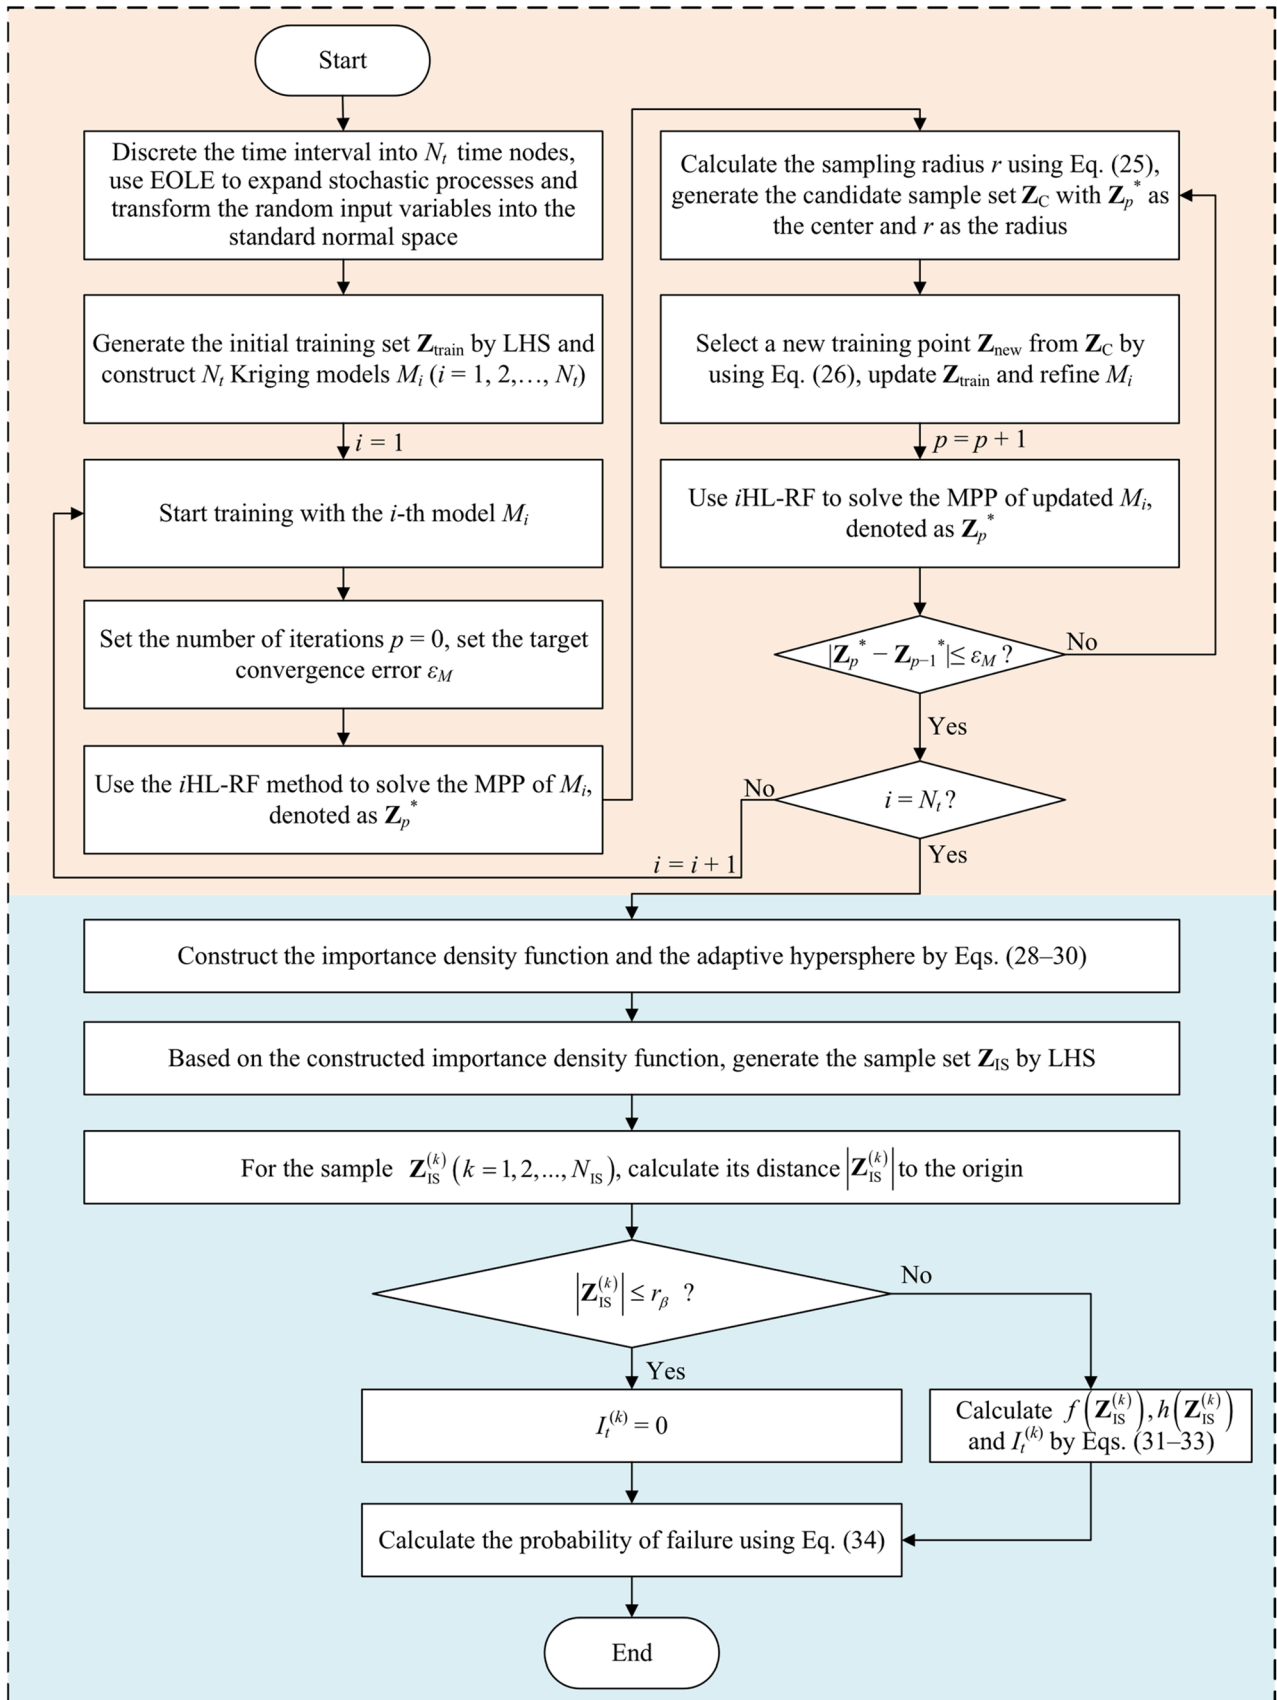 Start
Discrete the time interval into Nt time nodes,
use EOLE to expand stochastic processes and
transform the random input variables into the
standard normal space
Generate the initial training set Ztrain by LHS and
construct Nt Kriging models Mi (i = 1, 2,…, Nt)
i = 1
Start training with the i-th model Mi
Set the number of iterations p = 0, set the target
convergence error εM
Use the iHL-RF method to solve the MPP of Mi,
denoted as Zp*
Calculate the sampling radius r using Eq. (25),
generate the candidate sample set ZC with Zp* as
the center and r as the radius
Select a new training point Znew from ZC by
using Eq. (26), update Ztrain and refine Mi
p = p + 1
Use iHL-RF to solve the MPP of updated Mi,
denoted as Zp*
|Zp* − Zp−1*|≤ εM ?
No
Yes
i = Nt ?
No
i = i + 1
Yes
Construct the importance density function and the adaptive hypersphere by Eqs. (28–30)
Based on the constructed importance density function, generate the sample set ZIS by LHS
For the sample ZIS(k) (k = 1,2,..., NIS), calculate its distance |ZIS(k)| to the origin
|ZIS(k)| ≤ rβ ?
No
Yes
It(k) = 0
Calculate f(ZIS(k)), h(ZIS(k))
and It(k) by Eqs. (31–33)
Calculate the probability of failure using Eq. (34)
End